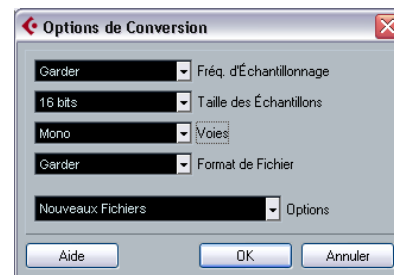 Options de Conversion
Garder Fréq. d'Échantillonnage
16 bits Taille des Échantillons
Mono Voies
Garder Format de Fichier
Nouveaux Fichiers Options
Aide OK Annuler